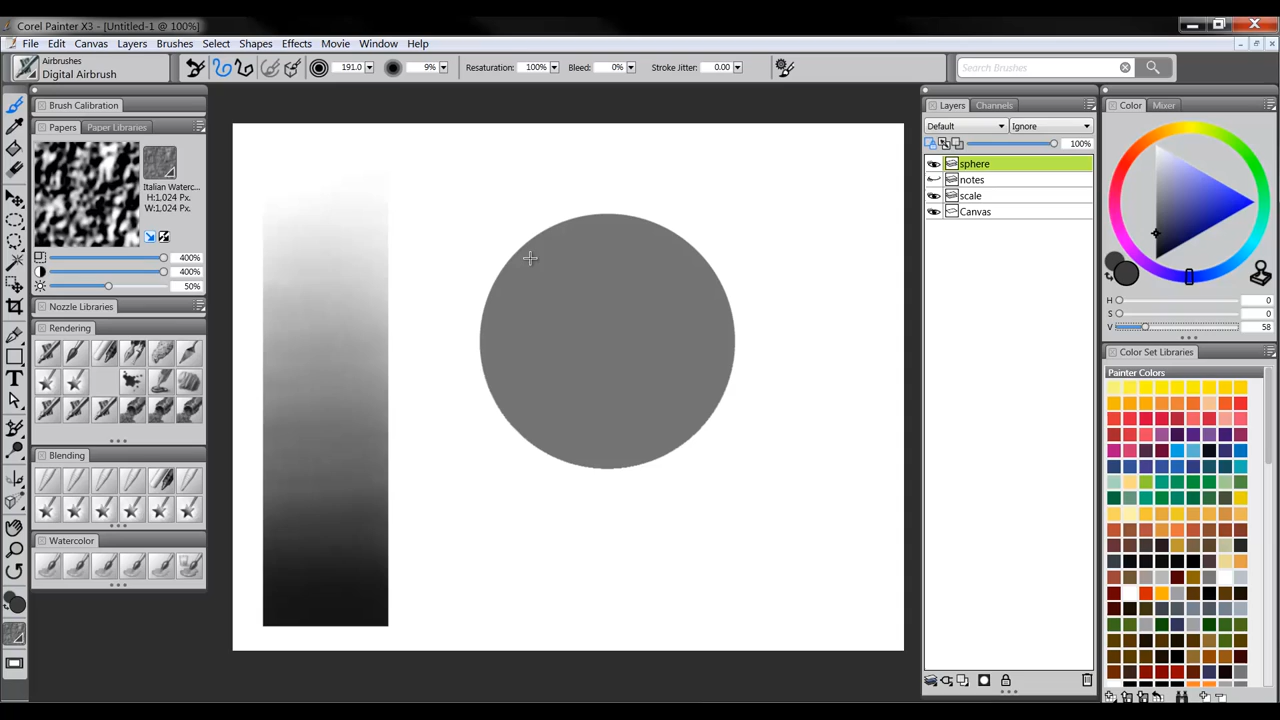 Corel Painter X3 - [Untitled-1 @ 100%]
File Edit Canvas Layers Brushes Select Shapes Effects Movie Window Help
Airbrushes
Digital Airbrush
191.0
9%
Resaturation: 100%
Bleed: 0%
Stroke Jitter: 0.00
Search Brushes
Brush Calibration
Papers Paper Libraries
Italian Waterc...
H:1.024 Px.
W:1.024 Px.
400%
400%
50%
Nozzle Libraries
Rendering
Blending
Watercolor
Layers Channels
Default Ignore
100%
sphere
notes
scale
Canvas
Color Mixer
H 0
S 0
V 58
Color Set Libraries
Painter Colors